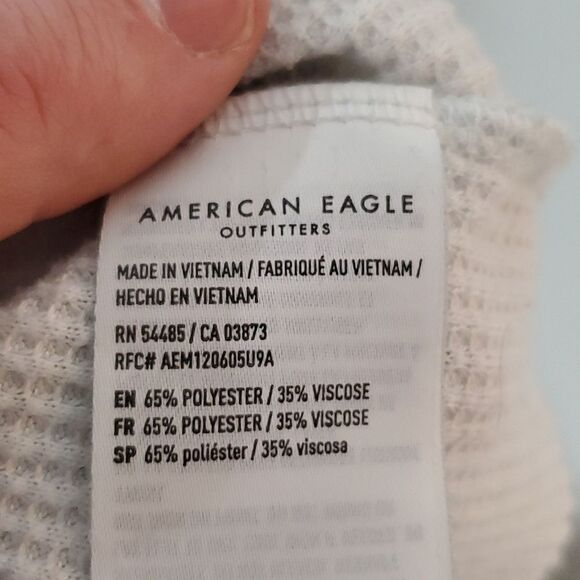 AMERICAN EAGLE
OUTFITTERS
MADE IN VIETNAM / FABRIQUÉ AU VIETNAM /
HECHO EN VIETNAM
RN 54485 / CA 03873
RFC# AEM120605U9A
EN 65% POLYESTER / 35% VISCOSE
FR 65% POLYESTER / 35% VISCOSE
SP 65% poliéster / 35% viscosa